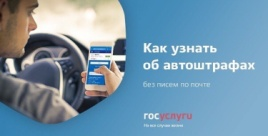 Как узнать
об автоштрафах
без писем по почте
госуслуги